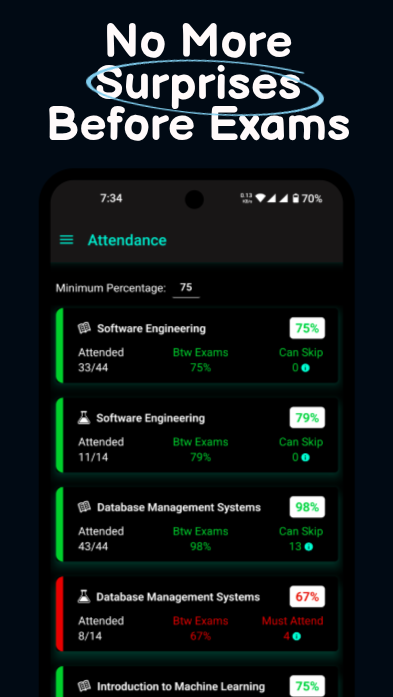 No More
Surprises
Before Exams
7:34
0.13
KB/s
70%
Attendance
Minimum Percentage: 75
Software Engineering 75%
Attended Btw Exams Can Skip
33/44 75% 0
Software Engineering 79%
Attended Btw Exams Can Skip
11/14 79% 0
Database Management Systems 98%
Attended Btw Exams Can Skip
43/44 98% 13
Database Management Systems 67%
Attended Btw Exams Must Attend
8/14 67% 4
Introduction to Machine Learning 75%